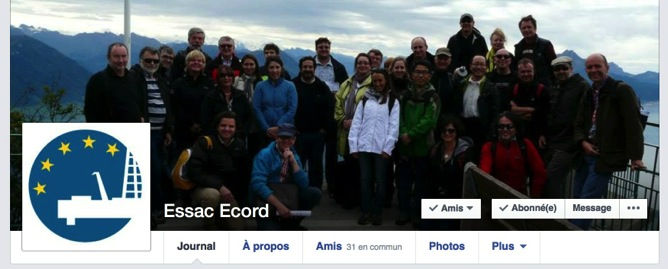 Essac Ecord
Amis Abonné(e) Message
Journal À propos Amis 31 en commun Photos Plus